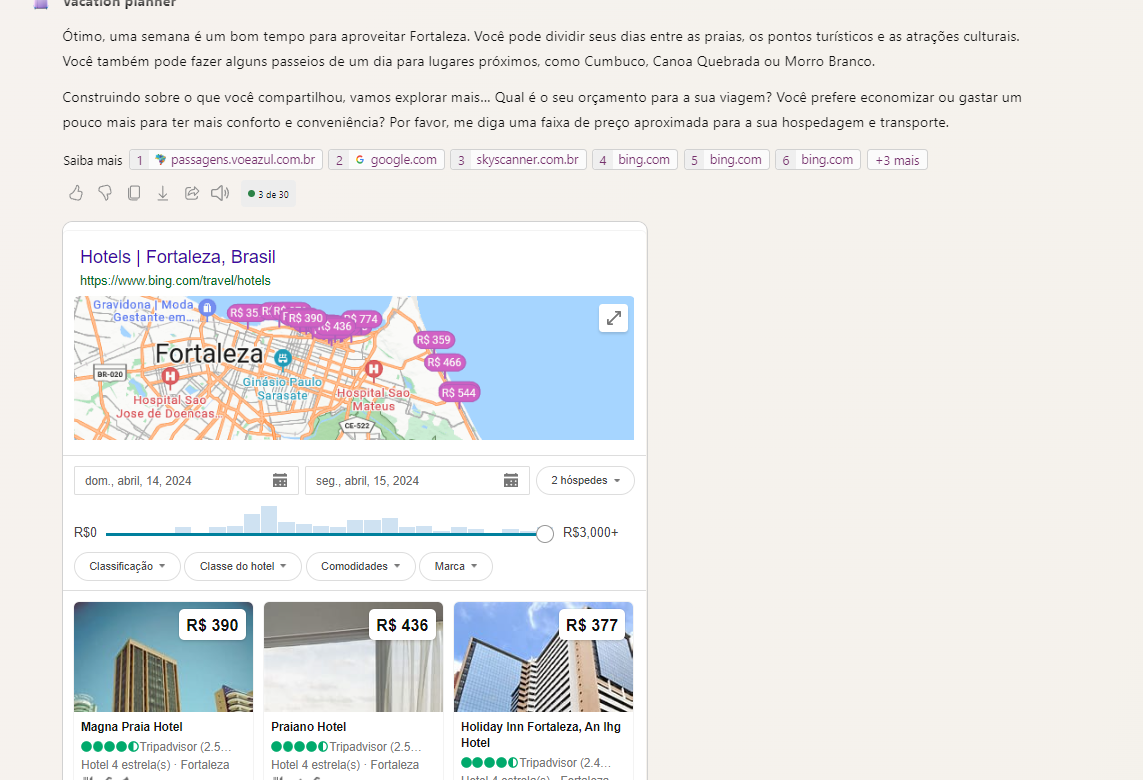 Vacation planner
Ótimo, uma semana é um bom tempo para aproveitar Fortaleza. Você pode dividir seus dias entre as praias, os pontos turísticos e as atrações culturais.
Você também pode fazer alguns passeios de um dia para lugares próximos, como Cumbuco, Canoa Quebrada ou Morro Branco.
Construindo sobre o que você compartilhou, vamos explorar mais... Qual é o seu orçamento para a sua viagem? Você prefere economizar ou gastar um
pouco mais para ter mais conforto e conveniência? Por favor, me diga uma faixa de preço aproximada para a sua hospedagem e transporte.
Saiba mais 1 passagens.voeazul.com.br 2 google.com 3 skyscanner.com.br 4 bing.com 5 bing.com 6 bing.com +3 mais
3 de 30
Hotels | Fortaleza, Brasil
https://www.bing.com/travel/hotels
Gravidona | Moda
Gestante em...
R$ 35
R$ 390
R$ 436
R$ 774
R$ 359
R$ 466
R$ 544
Fortaleza
BR-020
Ginásio Paulo
Sarasate
Hospital São
José de Doenças...
Hospital São
Mateus
CE-522
dom., abril, 14, 2024 seg., abril, 15, 2024 2 hóspedes
R$0 R$3,000+
Classificação Classe do hotel Comodidades Marca
R$ 390 R$ 436 R$ 377
Magna Praia Hotel
Tripadvisor (2.5...
Hotel 4 estrela(s) · Fortaleza
Praiano Hotel
Tripadvisor (2.5...
Hotel 4 estrela(s) · Fortaleza
Holiday Inn Fortaleza, An Ihg
Hotel
Tripadvisor (2.4...
Hotel 4 estrela(s) · Fortaleza